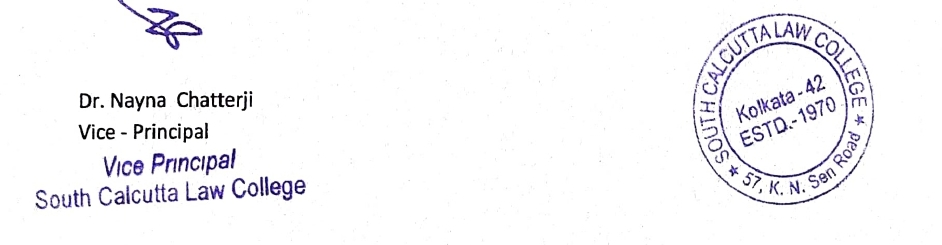 Dr. Nayna Chatterji
Vice - Principal
Vice Principal
South Calcutta Law College
SOUTH CALCUTTA LAW COLLEGE
Kolkata - 42
ESTD.-1970
★ 57, K. N. Sen Road ★